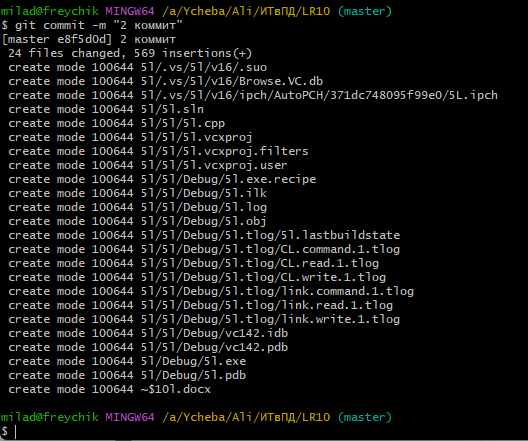 milad@freychik MINGW64 /a/Ycheba/Ali/ИТвПД/LR10 (master)
$ git commit -m "2 коммит"
[master e8f5d0d] 2 коммит
 24 files changed, 569 insertions(+)
 create mode 100644 5l/.vs/5l/v16/.suo
 create mode 100644 5l/.vs/5l/v16/Browse.VC.db
 create mode 100644 5l/.vs/5l/v16/ipch/AutoPCH/371dc748095f99e0/5L.ipch
 create mode 100644 5l/5l.sln
 create mode 100644 5l/5l/5l.cpp
 create mode 100644 5l/5l/5l.vcxproj
 create mode 100644 5l/5l/5l.vcxproj.filters
 create mode 100644 5l/5l/5l.vcxproj.user
 create mode 100644 5l/5l/Debug/5l.exe.recipe
 create mode 100644 5l/5l/Debug/5l.ilk
 create mode 100644 5l/5l/Debug/5l.log
 create mode 100644 5l/5l/Debug/5l.obj
 create mode 100644 5l/5l/Debug/5l.tlog/5l.lastbuildstate
 create mode 100644 5l/5l/Debug/5l.tlog/CL.command.1.tlog
 create mode 100644 5l/5l/Debug/5l.tlog/CL.read.1.tlog
 create mode 100644 5l/5l/Debug/5l.tlog/CL.write.1.tlog
 create mode 100644 5l/5l/Debug/5l.tlog/link.command.1.tlog
 create mode 100644 5l/5l/Debug/5l.tlog/link.read.1.tlog
 create mode 100644 5l/5l/Debug/5l.tlog/link.write.1.tlog
 create mode 100644 5l/5l/Debug/vc142.idb
 create mode 100644 5l/5l/Debug/vc142.pdb
 create mode 100644 5l/Debug/5l.exe
 create mode 100644 5l/Debug/5l.pdb
 create mode 100644 ~$10l.docx
milad@freychik MINGW64 /a/Ycheba/Ali/ИТвПД/LR10 (master)
$